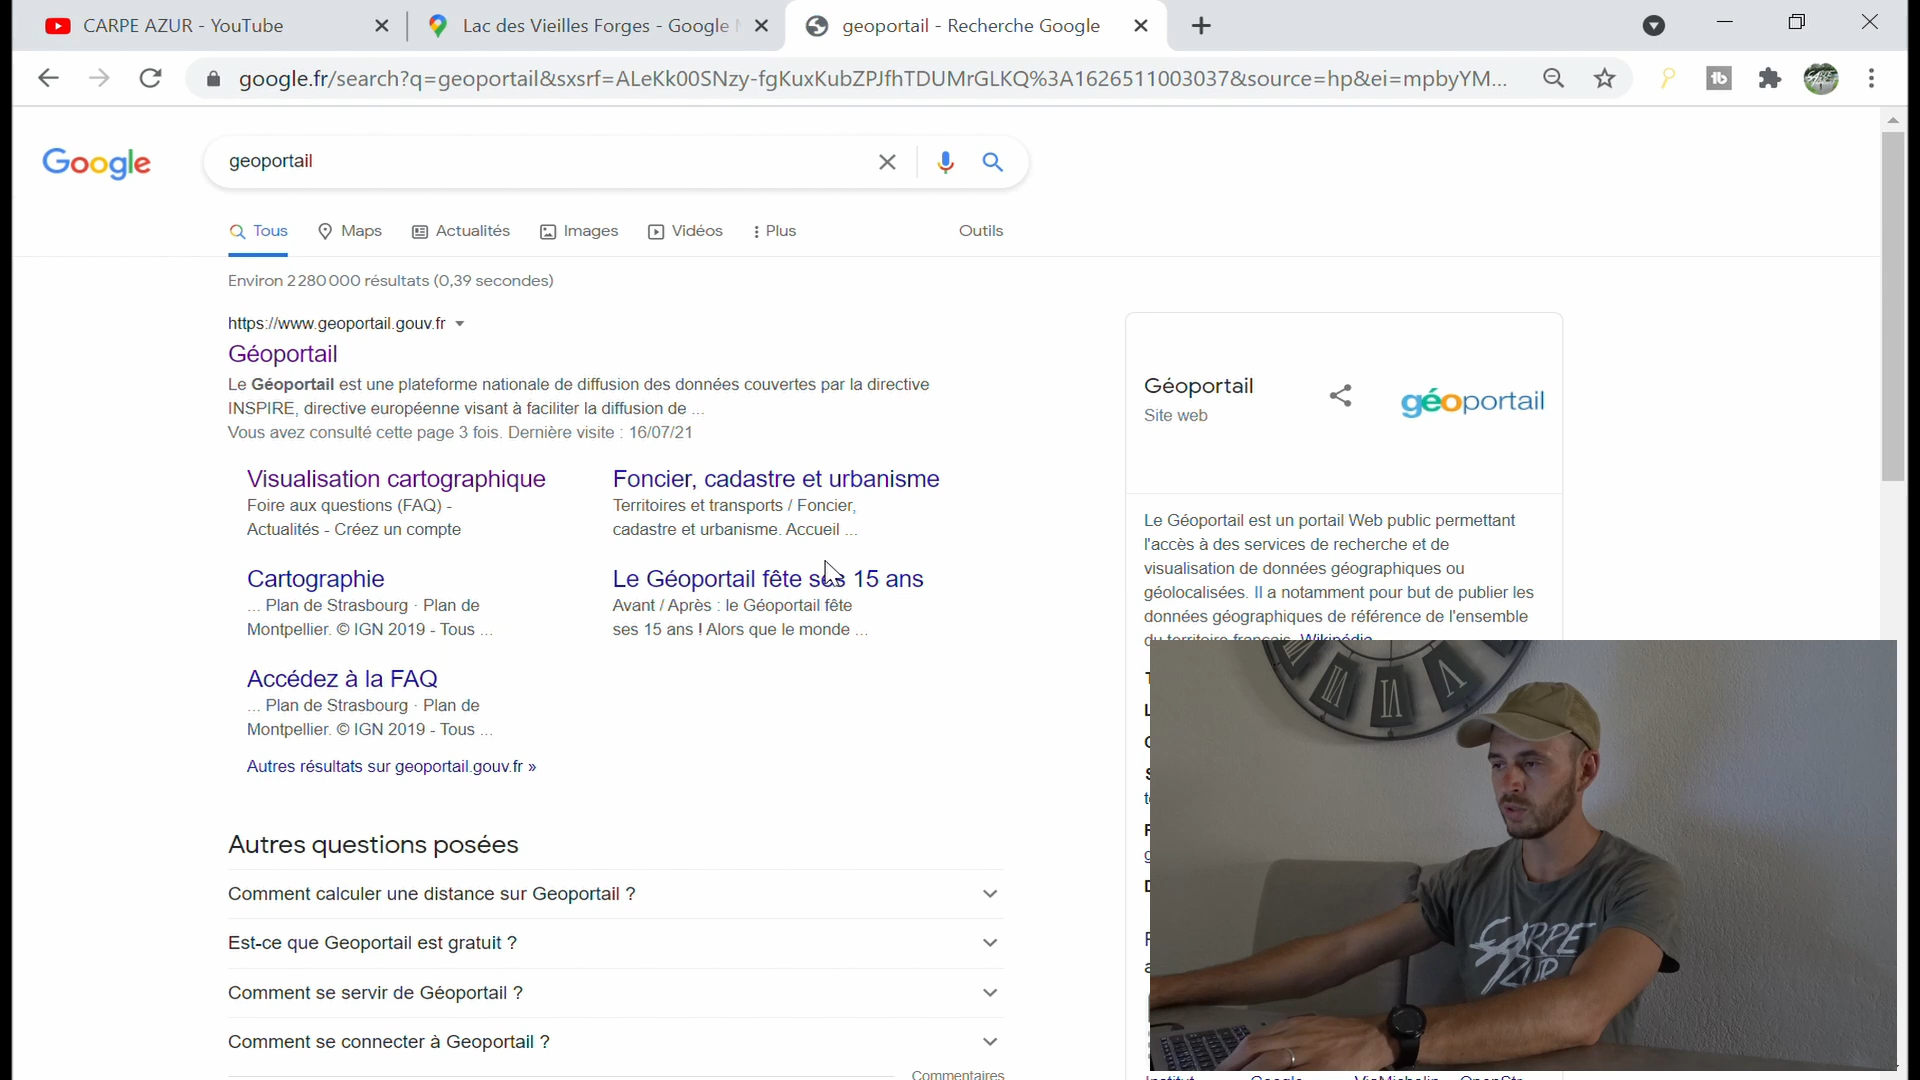 CARPE AZUR - YouTube
Lac des Vieilles Forges - Google
geoportail - Recherche Google
google.fr/search?q=geoportail&sxsrf=ALeKk00SNzy-fgKuxKubZPJfhTDUMrGLKQ%3A1626511003037&source=hp&ei=mpbyYM...
Google
geoportail
Tous
Maps
Actualités
Images
Vidéos
Plus
Outils
Environ 2 280 000 résultats (0,39 secondes)
https://www.geoportail.gouv.fr
Géoportail
Le Géoportail est une plateforme nationale de diffusion des données couvertes par la directive
INSPIRE, directive européenne visant à faciliter la diffusion de ...
Vous avez consulté cette page 3 fois. Dernière visite : 16/07/21
Visualisation cartographique
Foire aux questions (FAQ) -
Actualités - Créez un compte
Foncier, cadastre et urbanisme
Territoires et transports / Foncier,
cadastre et urbanisme. Accueil ...
Cartographie
... Plan de Strasbourg · Plan de
Montpellier. © IGN 2019 - Tous ...
Le Géoportail fête ses 15 ans
Avant / Après : le Géoportail fête
ses 15 ans ! Alors que le monde ...
Accédez à la FAQ
... Plan de Strasbourg · Plan de
Montpellier. © IGN 2019 - Tous ...
Autres résultats sur geoportail.gouv.fr »
Autres questions posées
Comment calculer une distance sur Geoportail ?
Est-ce que Geoportail est gratuit ?
Comment se servir de Géoportail ?
Comment se connecter à Geoportail ?
Commentaires
Géoportail
Site web
géoportail
Le Géoportail est un portail Web public permettant
l'accès à des services de recherche et de
visualisation de données géographiques ou
géolocalisées. Il a notamment pour but de publier les
données géographiques de référence de l'ensemble
du territoire français. Wikipédia
VII
VI
V
CARPE
AZUR
Institut
Google
ViaMichelin
OpenStr